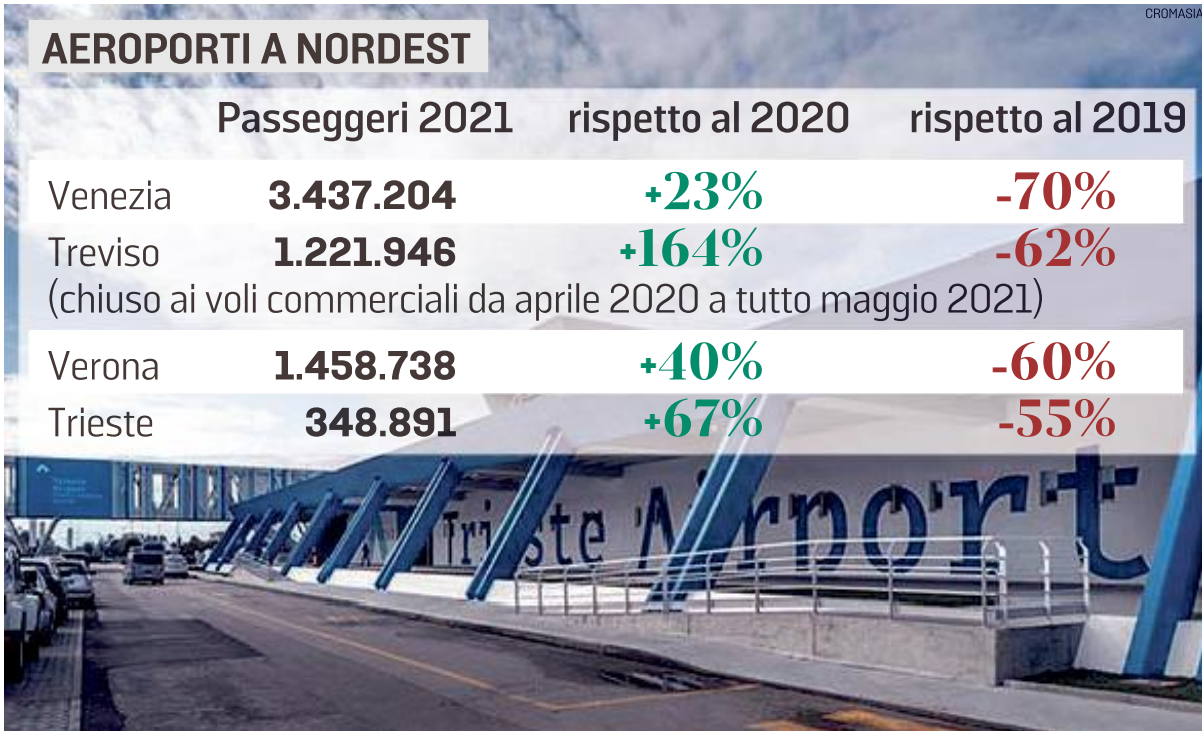 CROMASIA
AEROPORTI A NORDEST
Passeggeri 2021 rispetto al 2020 rispetto al 2019
Venezia 3.437.204 +23% -70%
Treviso 1.221.946 +164% -62%
(chiuso ai voli commerciali da aprile 2020 a tutto maggio 2021)
Verona 1.458.738 +40% -60%
Trieste 348.891 +67% -55%
Trieste Airport